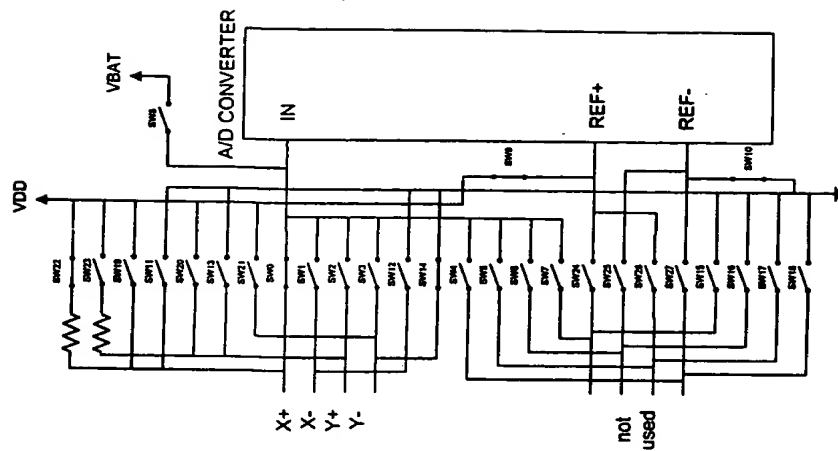 VDD
VBAT
SW8
A/D CONVERTER
IN
REF+
REF-
SW9
SW10
SW22
SW23
SW19
SW11
SW20
SW13
SW21
SW0
SW1
SW2
SW3
SW12
SW14
SW4
SW5
SW6
SW7
SW24
SW25
SW26
SW27
SW15
SW16
SW17
SW18
X+
X-
Y+
Y-
not
used